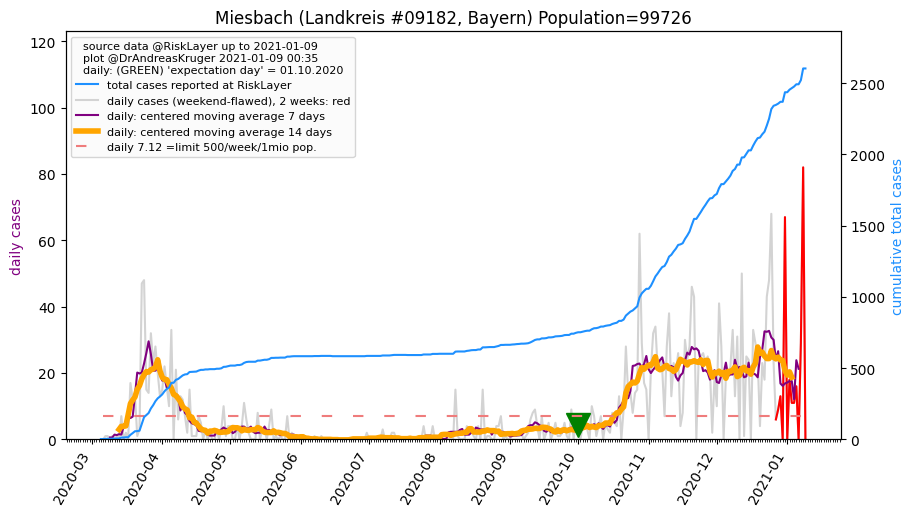 Miesbach (Landkreis #09182, Bayern) Population=99726
source data @RiskLayer up to 2021-01-09
plot @DrAndreasKruger 2021-01-09 00:35
daily: (GREEN) 'expectation day' = 01.10.2020
total cases reported at RiskLayer
daily cases (weekend-flawed), 2 weeks: red
daily: centered moving average 7 days
daily: centered moving average 14 days
daily 7.12 =limit 500/week/1mio pop.
daily cases
120
100
80
60
40
20
0
cumulative total cases
2500
2000
1500
1000
500
0
2020-03
2020-04
2020-05
2020-06
2020-07
2020-08
2020-09
2020-10
2020-11
2020-12
2021-01